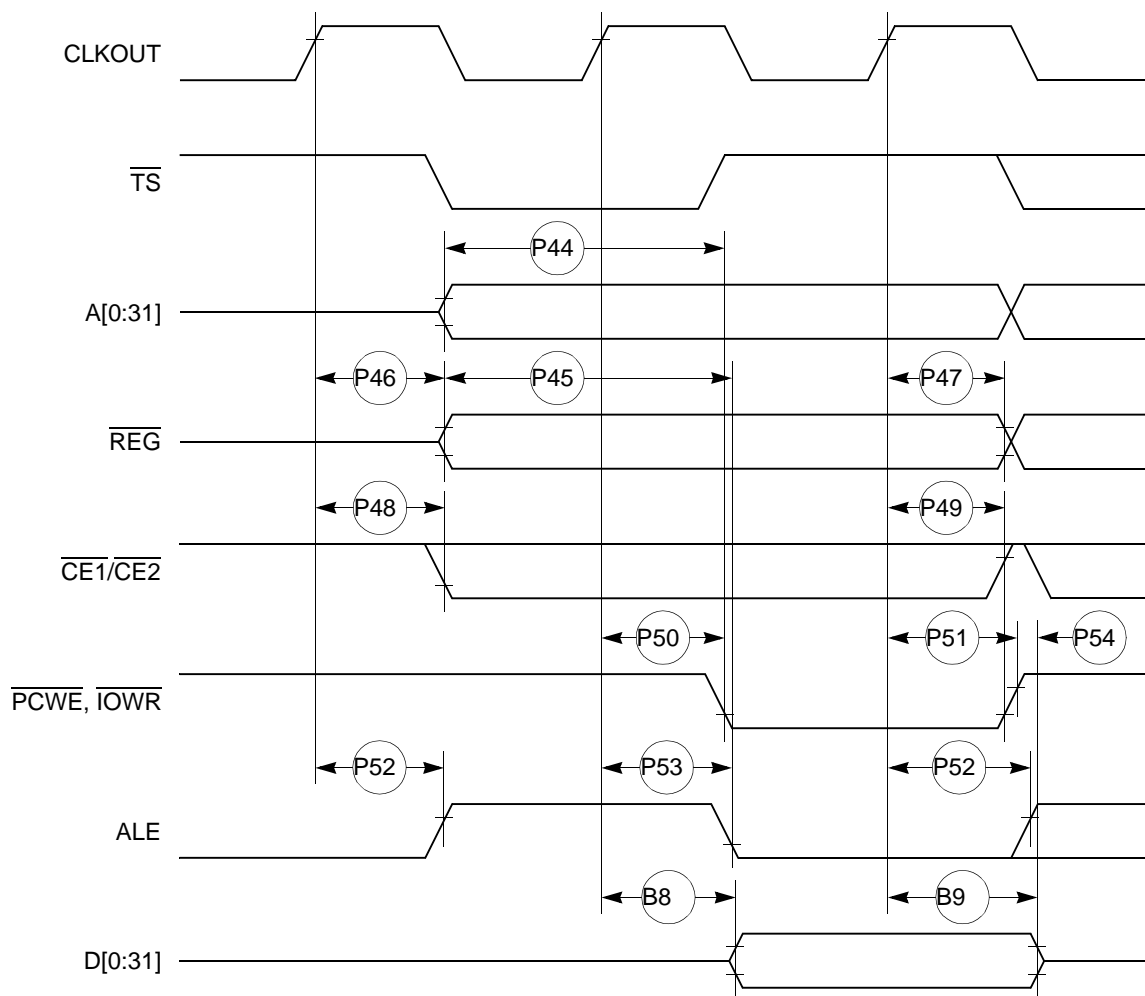 CLKOUT
TS
P44
A[0:31]
P46 P45 P47
REG
P48 P49
CE1/CE2
P50 P51 P54
PCWE, IOWR
P52 P53 P52
ALE
B8 B9
D[0:31]